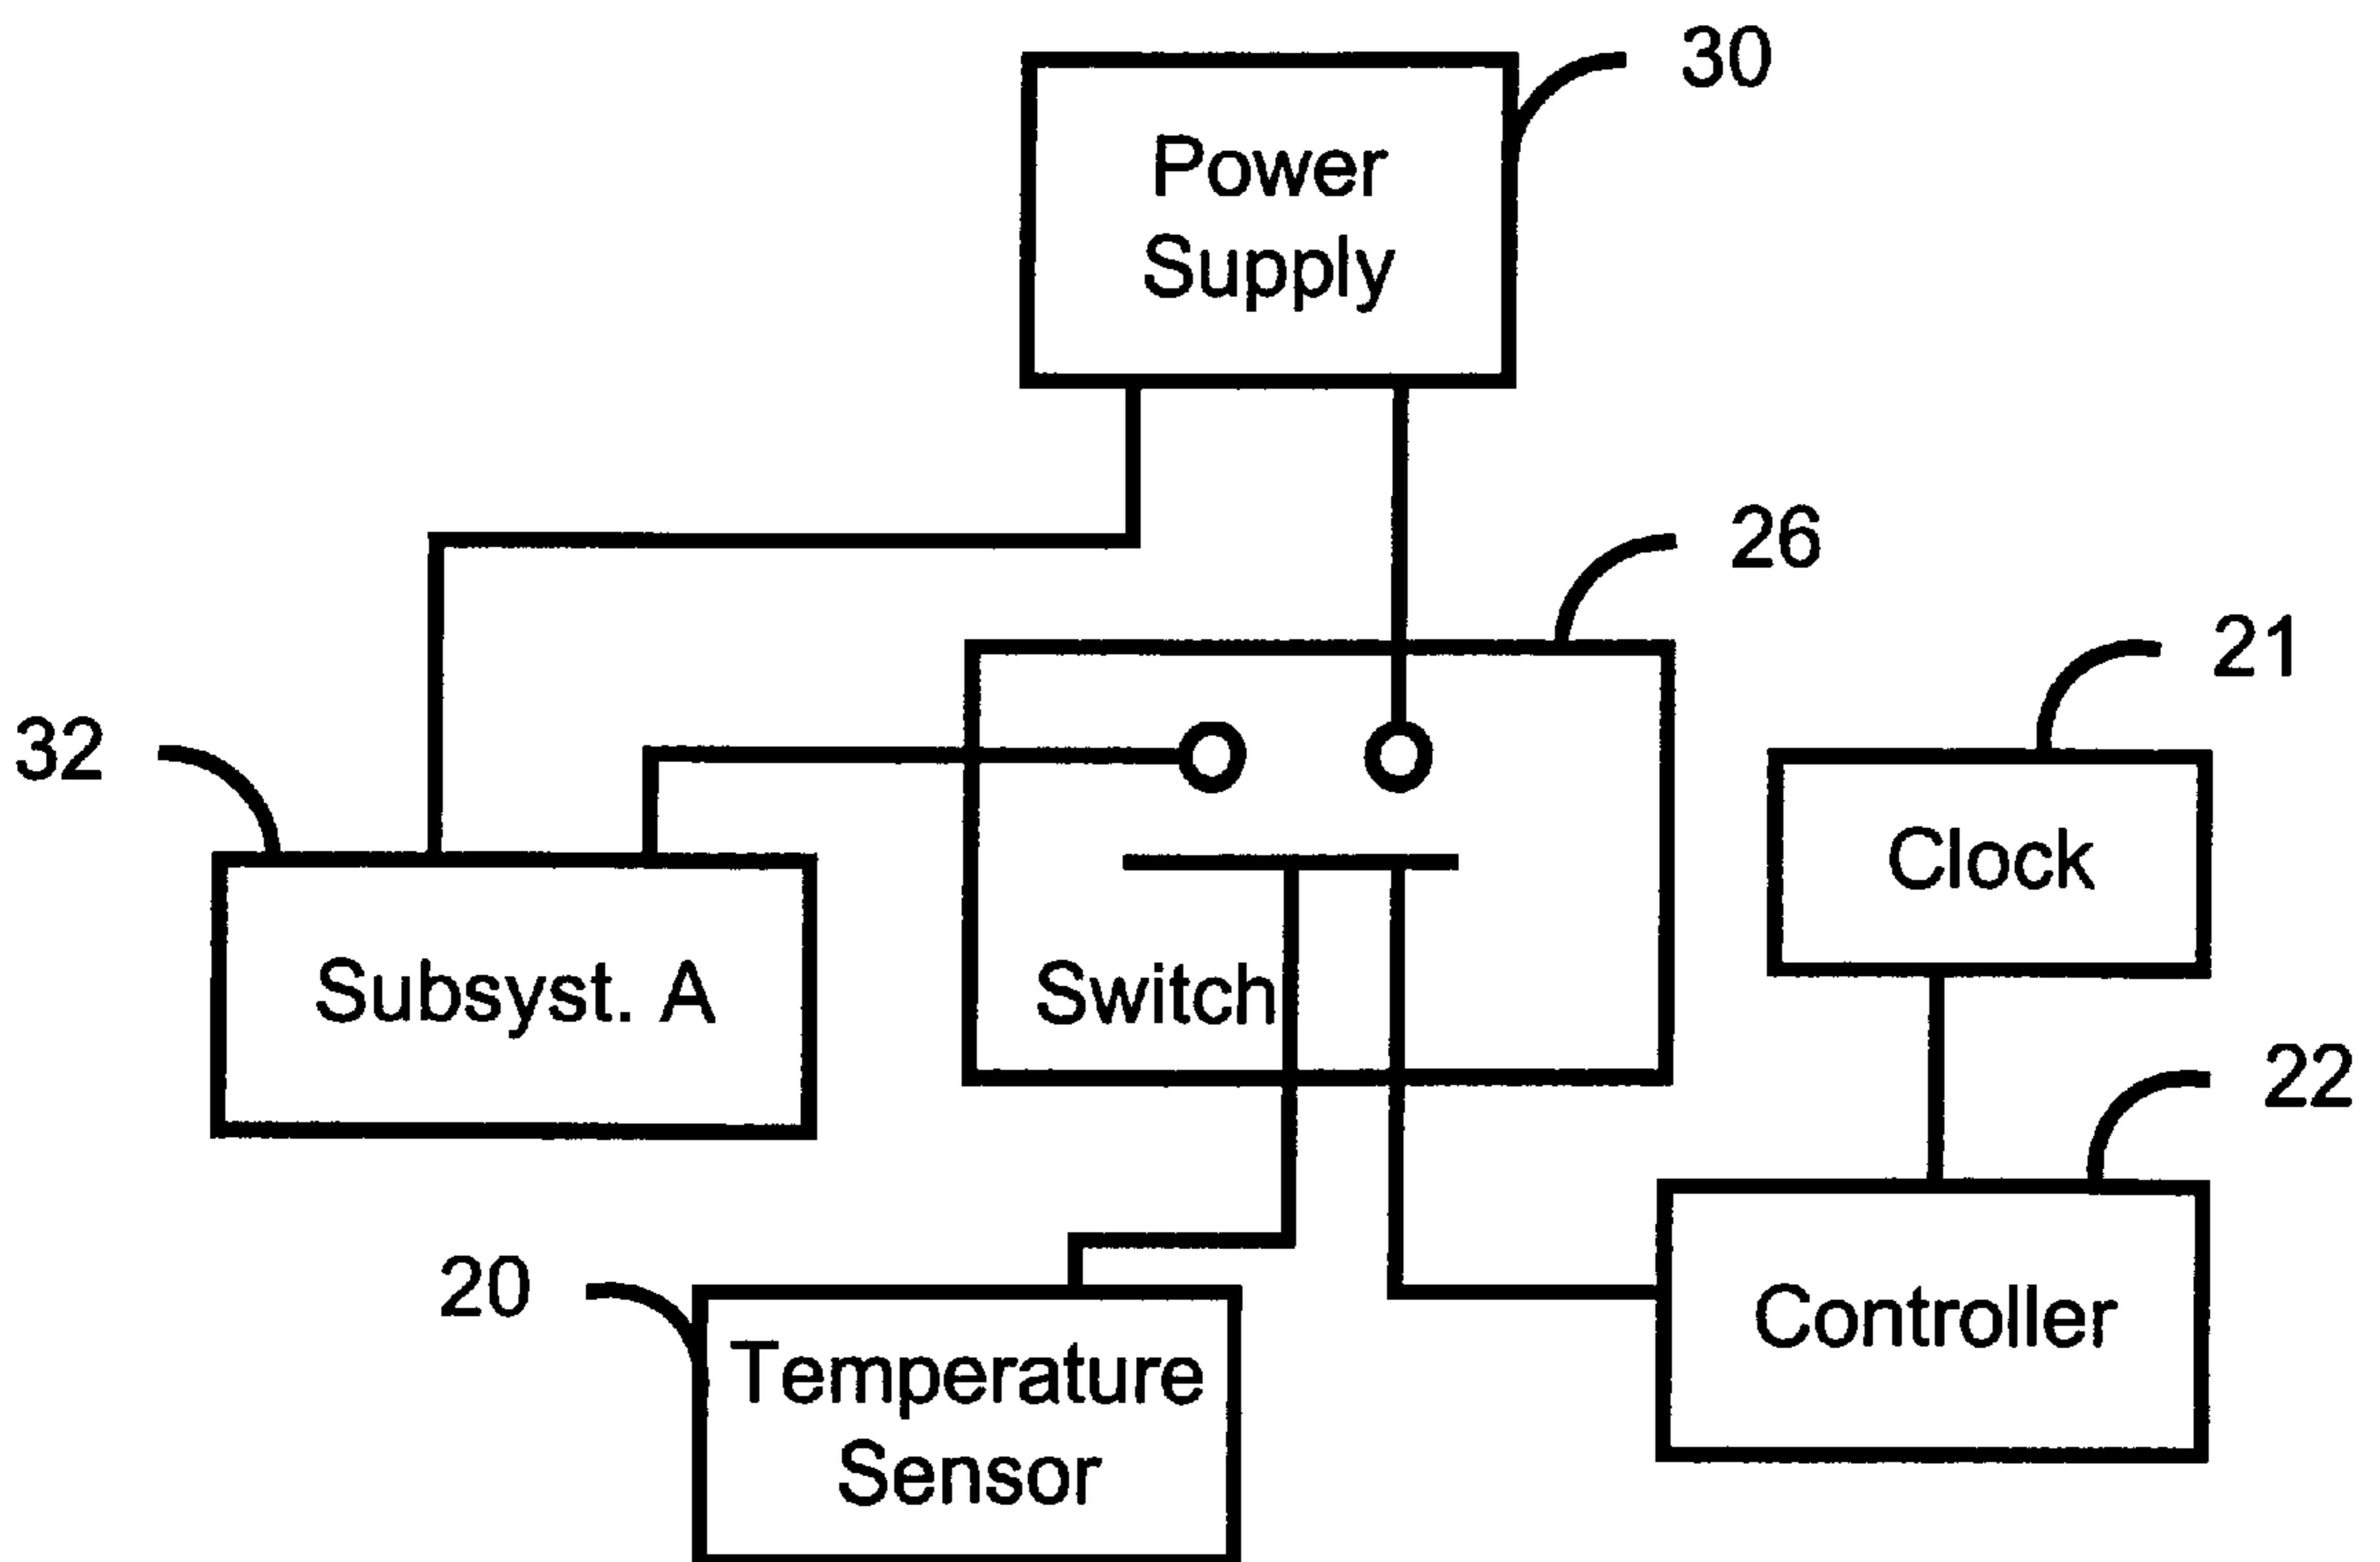 30
Power
Supply
26
21
32
Clock
Subsyst. A
Switch
22
20
Controller
Temperature
Sensor